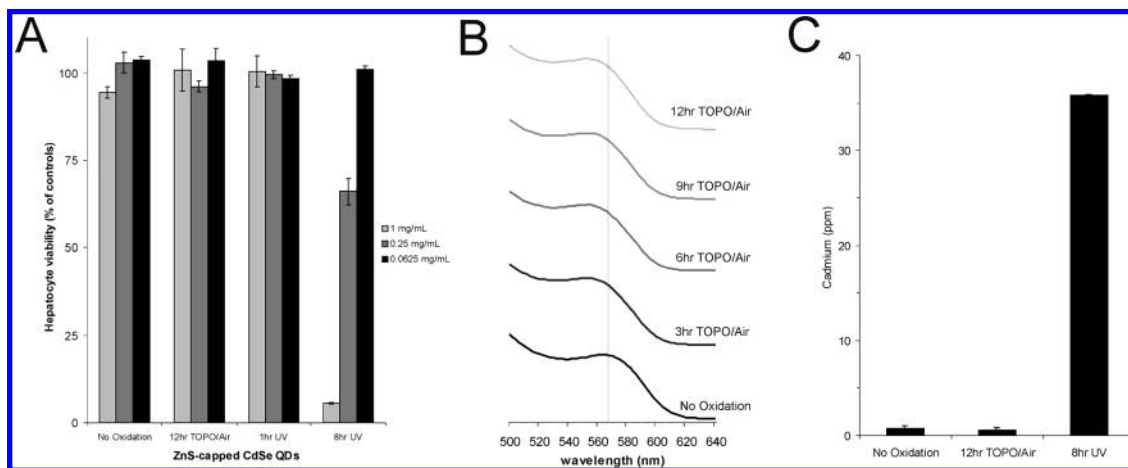 A
Hepatocyte viability (% of controls)
100
75
50
25
0
No Oxidation
12hr TOPO/Air
1hr UV
8hr UV
ZnS-capped CdSe QDs
1 mg/mL
0.25 mg/mL
0.0625 mg/mL
B
12hr TOPO/Air
9hr TOPO/Air
6hr TOPO/Air
3hr TOPO/Air
No Oxidation
500 520 540 560 580 600 620 640
wavelength (nm)
C
Cadmium (ppm)
40
30
20
10
0
No Oxidation
12hr TOPO/Air
8hr UV